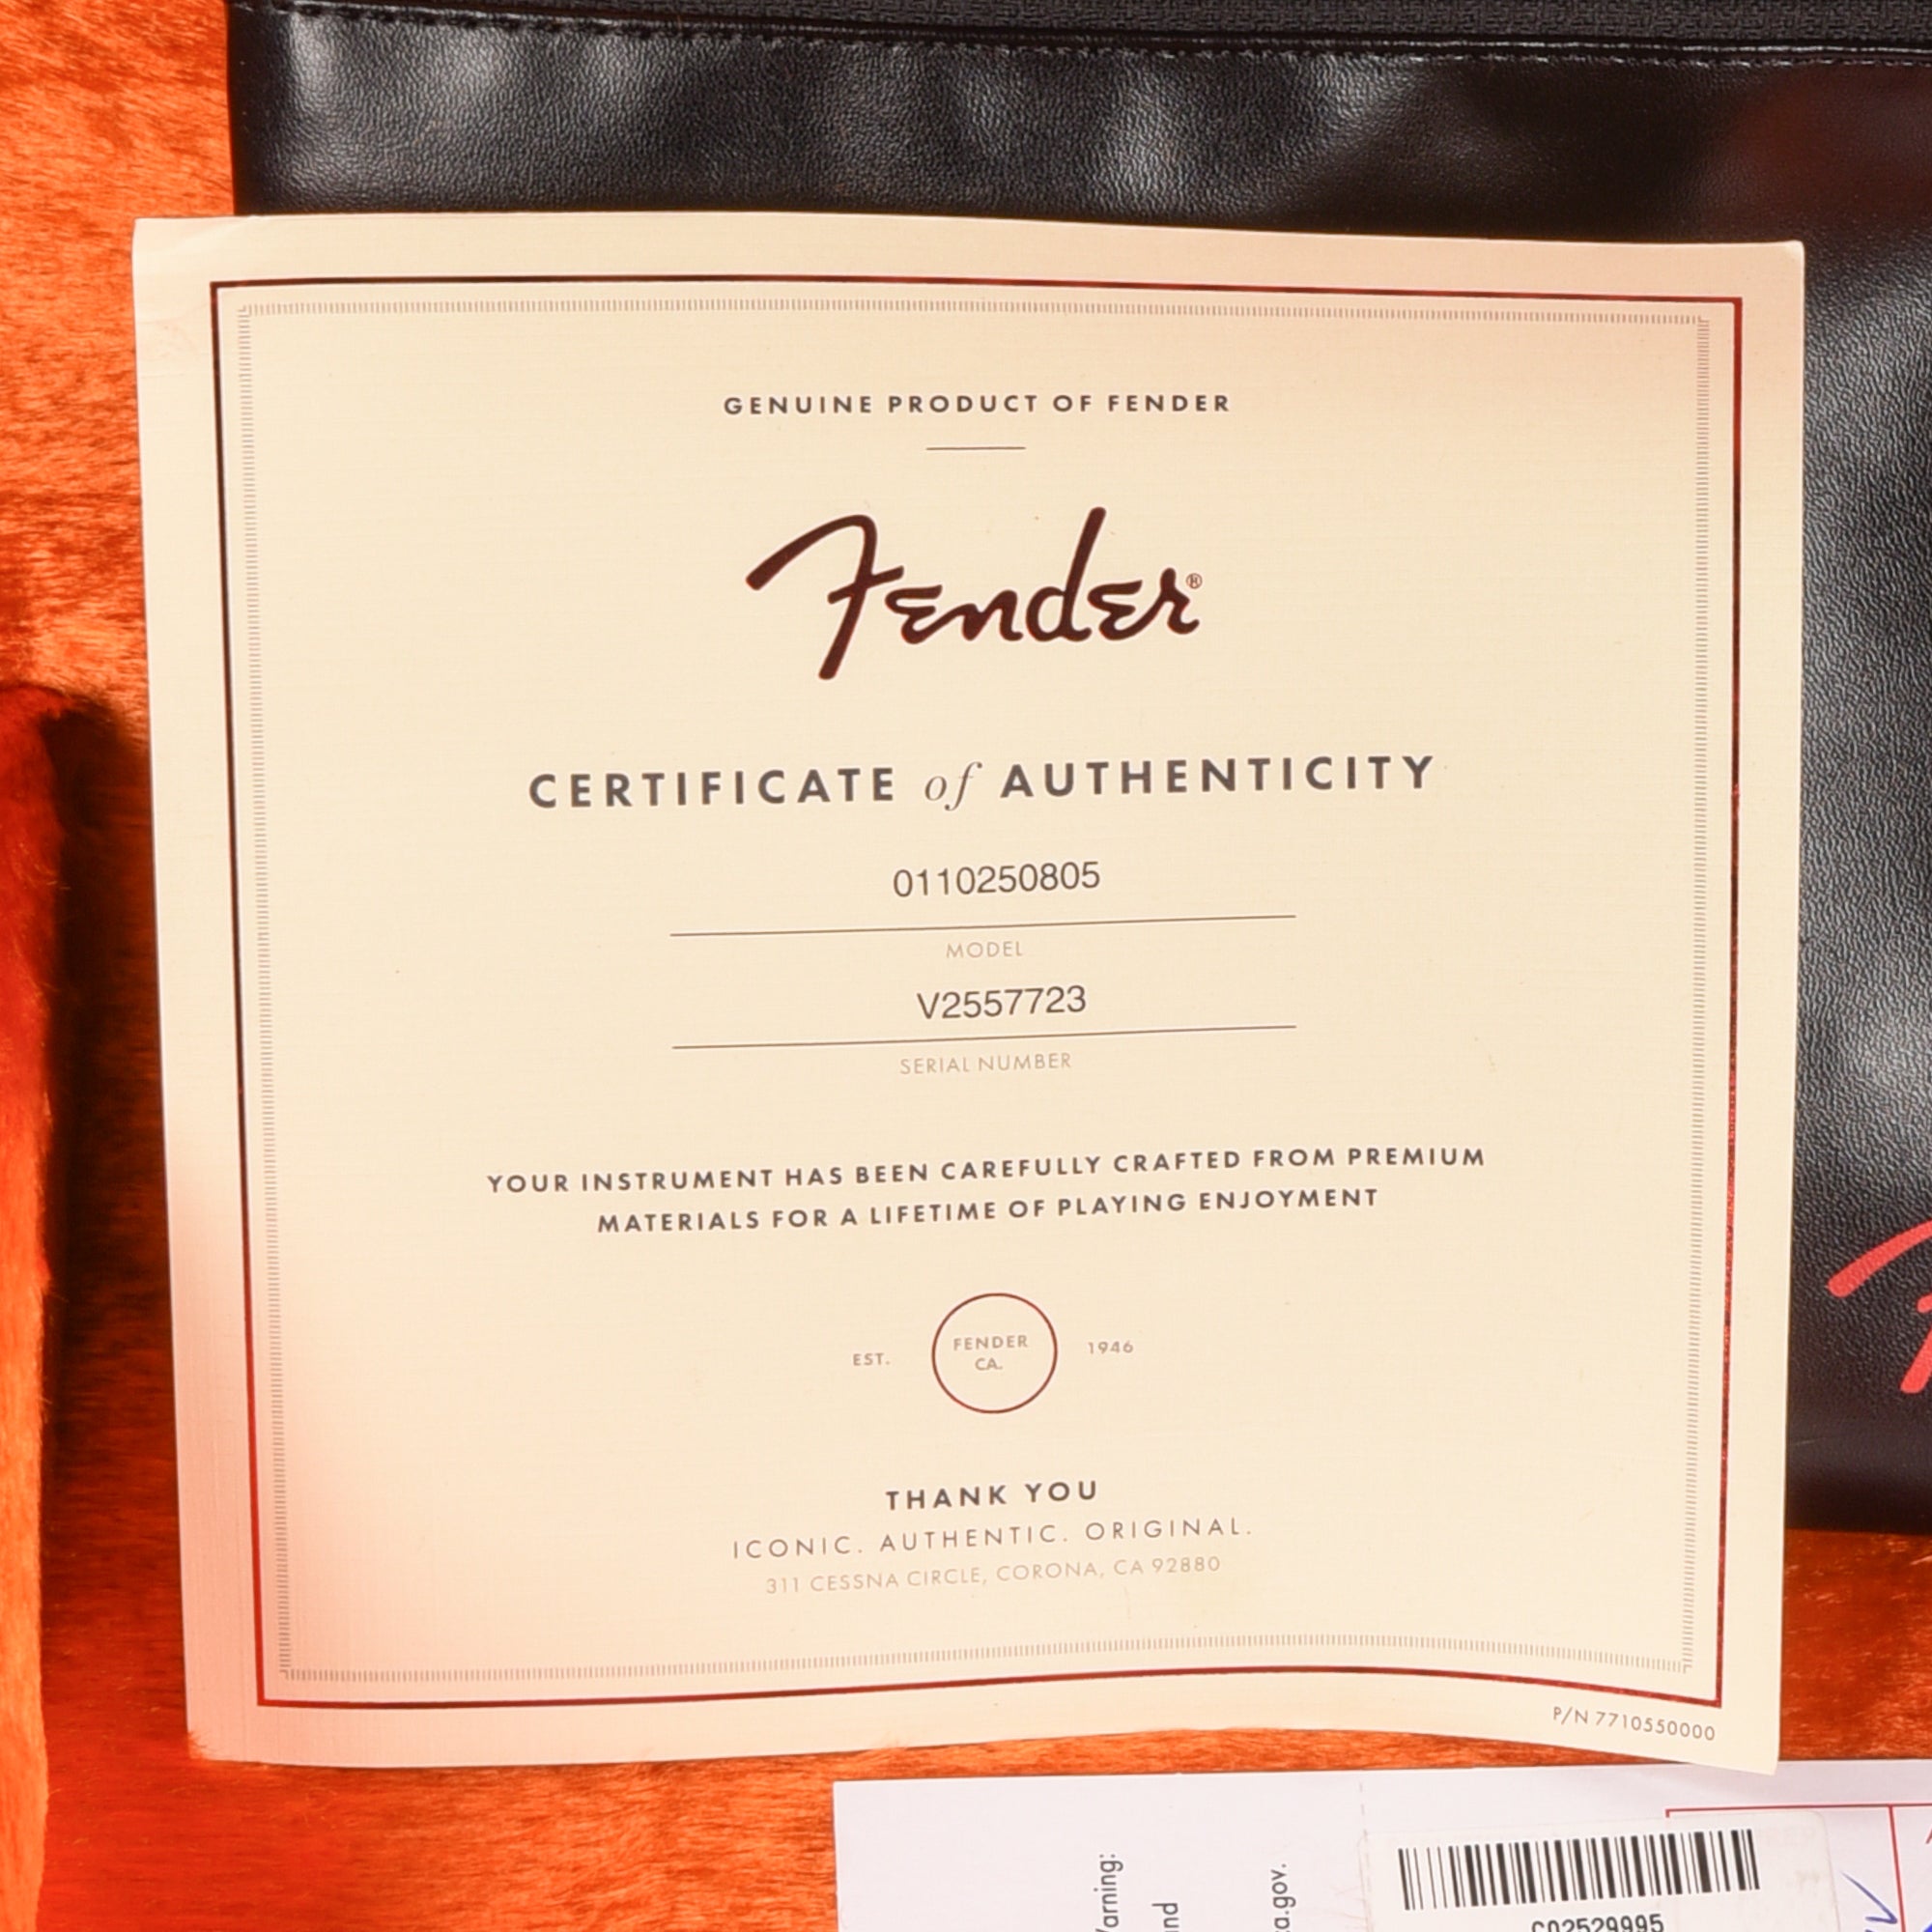 GENUINE PRODUCT OF FENDER
Fender®
CERTIFICATE of AUTHENTICITY
0110250805
MODEL
V2557723
SERIAL NUMBER
YOUR INSTRUMENT HAS BEEN CAREFULLY CRAFTED FROM PREMIUM
MATERIALS FOR A LIFETIME OF PLAYING ENJOYMENT
EST. FENDER CA. 1946
THANK YOU
ICONIC. AUTHENTIC. ORIGINAL.
311 CESSNA CIRCLE, CORONA, CA 92880
P/N 7710550000